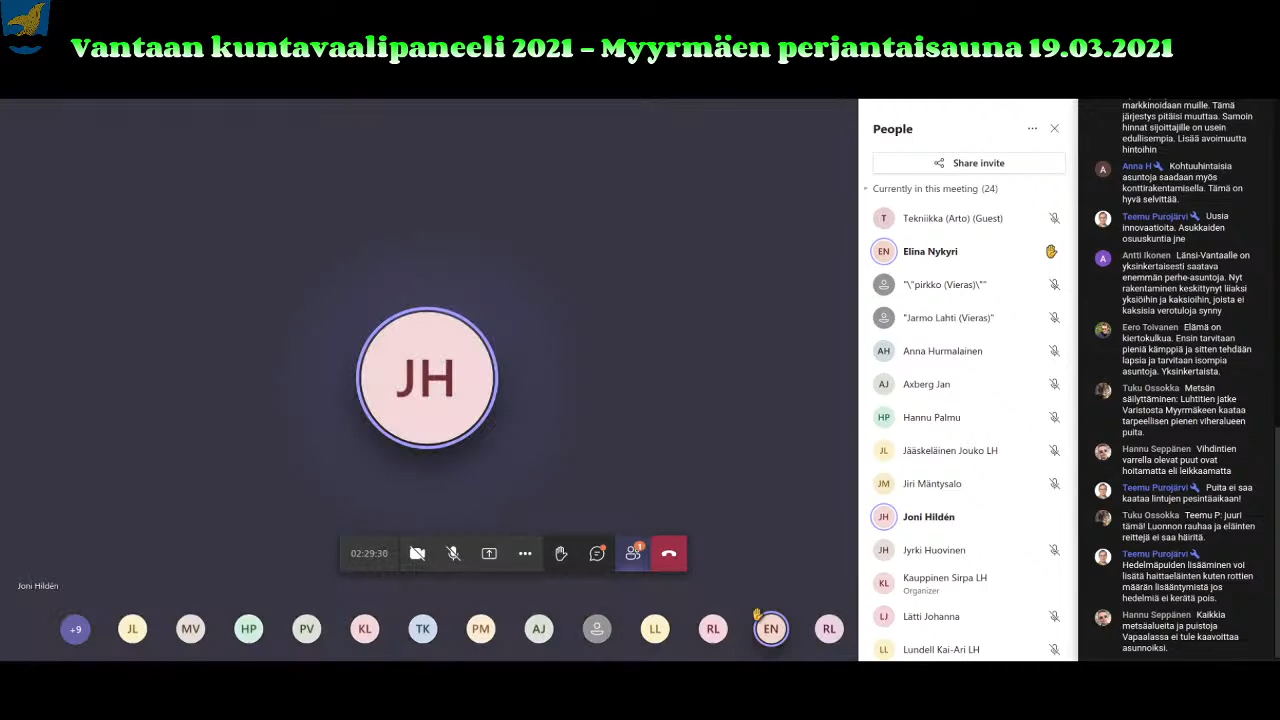 Vantaan kuntavaalipaneeli 2021 – Myyrmäen perjantaisauna 19.03.2021
JH
02:29:30
Joni Hildén
+9
JL
MV
HP
PV
KL
TK
PM
AJ
LL
RL
EN
RL
People
Share invite
Currently in this meeting (24)
T Tekniikka (Arto) (Guest)
EN Elina Nykyri
"\"pirkko (Vieras)\""
"Jarmo Lahti (Vieras)"
AH Anna Hurmalainen
AJ Axberg Jan
HP Hannu Palmu
JL Jääskeläinen Jouko LH
JM Jiri Mäntysalo
JH Joni Hildén
JH Jyrki Huovinen
KL Kauppinen Sirpa LH
Organizer
LJ Lätti Johanna
LL Lundell Kai-Ari LH
1
markkinoidaan muille. Tämä
järjestys pitäisi muuttaa. Samoin
hinnat sijoittajille on usein
edullisempia. Lisää avoimuutta
hintoihin
A Anna H Kohtuuhintaisia
asuntoja saadaan myös
konttirakentamisella. Tämä on
hyvä selvittää.
Teemu Purojärvi Uusia
innovaatioita. Asukkaiden
osuuskuntia jne
A Antti Ikonen Länsi-Vantaalle on
yksinkertaisesti saatava
enemmän perhe-asuntoja. Nyt
rakentaminen keskittynyt liiaksi
yksiöihin ja kaksioihin, joista ei
kaksisia verotuloja synny
Eero Toivanen Elämä on
kiertokulkua. Ensin tarvitaan
pieniä kämppiä ja sitten tehdään
lapsia ja tarvitaan isompia
asuntoja. Yksinkertaista.
Tuku Ossokka Metsän
säilyttäminen: Luhtitien jatke
Varistosta Myyrmäkeen kaataa
tarpeellisen pienen viheralueen
puita.
Hannu Seppänen Vihdintien
varrella olevat puut ovat
hoitamatta eli leikkaamatta
Teemu Purojärvi Puita ei saa
kaataa lintujen pesintäaikaan!
Tuku Ossokka Teemu P: juuri
tämä! Luonnon rauhaa ja eläinten
reittejä ei saa häiritä.
Teemu Purojärvi
Hedelmäpuiden lisääminen voi
lisätä haittaeläinten kuten rottien
määrän lisääntymistä jos
hedelmiä ei kerätä pois.
Hannu Seppänen Kaikkia
metsäalueita ja puistoja
Vapaalassa ei tule kaavoittaa
asunnoiksi.